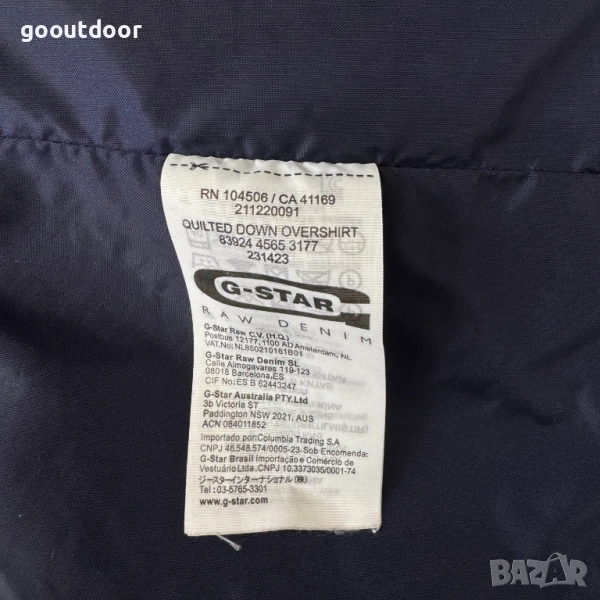 gooutdoor
RN 104506 / CA 41169
211220091
QUILTED DOWN OVERSHIRT
83924 4565 3177
231423
G-STAR
RAW DENIM
G-Star Raw C.V. (H.Q.)
Postbus 12177, 1100 AD Amsterdam, NL
VAT.No: NL850210161B01
G-Star Raw Denim SL
Calle Almogavares 119-123
08018 Barcelona.ES
CIF No:ES B 62443247
G-Star Australia PTY.Ltd
3b Victoria ST
Paddington NSW 2021, AUS
ACN 084011852
Importado por:Columbia Trading S.A
CNPJ 46.548.574/0005-23-Sob Encomenda:
G-Star Brasil Importação e Comércio de
Vestuário Ltda. CNPJ 10.3373035/0001-74
ジースターインターナショナル(株)
Tel : 03-5765-3301
www.g-star.com
BAZAR